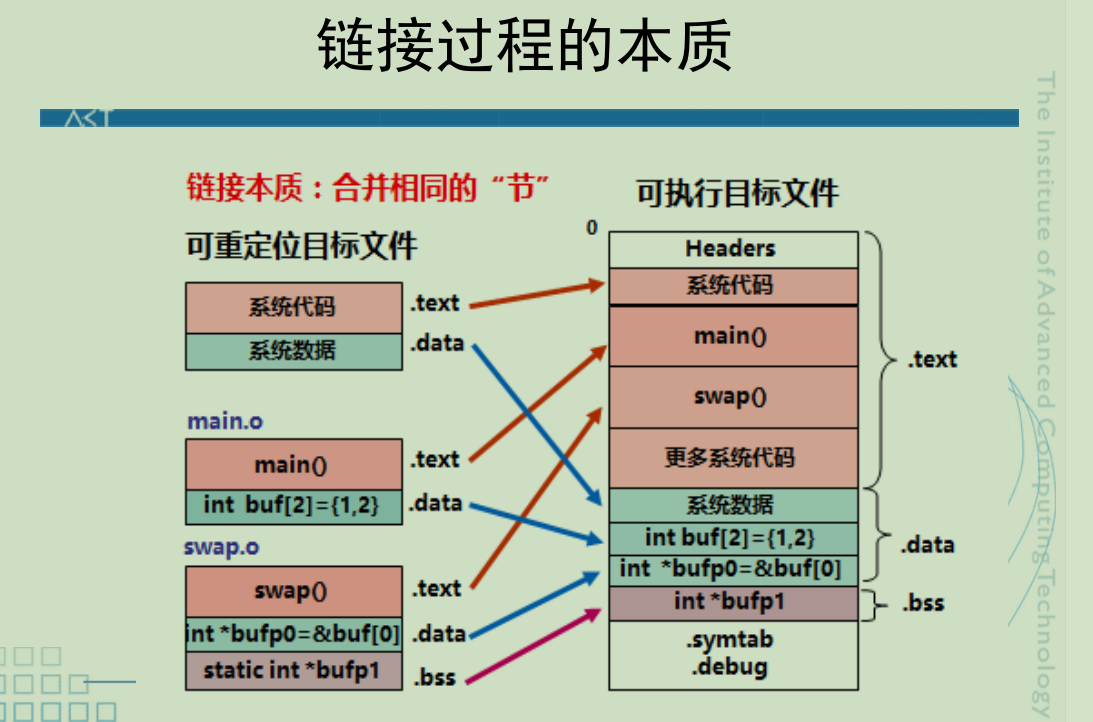 链接过程的本质
The Institute of Advanced Computing Technology
链接本质：合并相同的“节”
可重定位目标文件
系统代码 .text
系统数据 .data
main.o
main() .text
int buf[2]={1,2} .data
swap.o
swap() .text
int *bufp0=&buf[0] .data
static int *bufp1 .bss
可执行目标文件
0
Headers
系统代码
main()
swap()
更多系统代码
.text
系统数据
int buf[2]={1,2}
int *bufp0=&buf[0]
.data
int *bufp1
.bss
.symtab
.debug